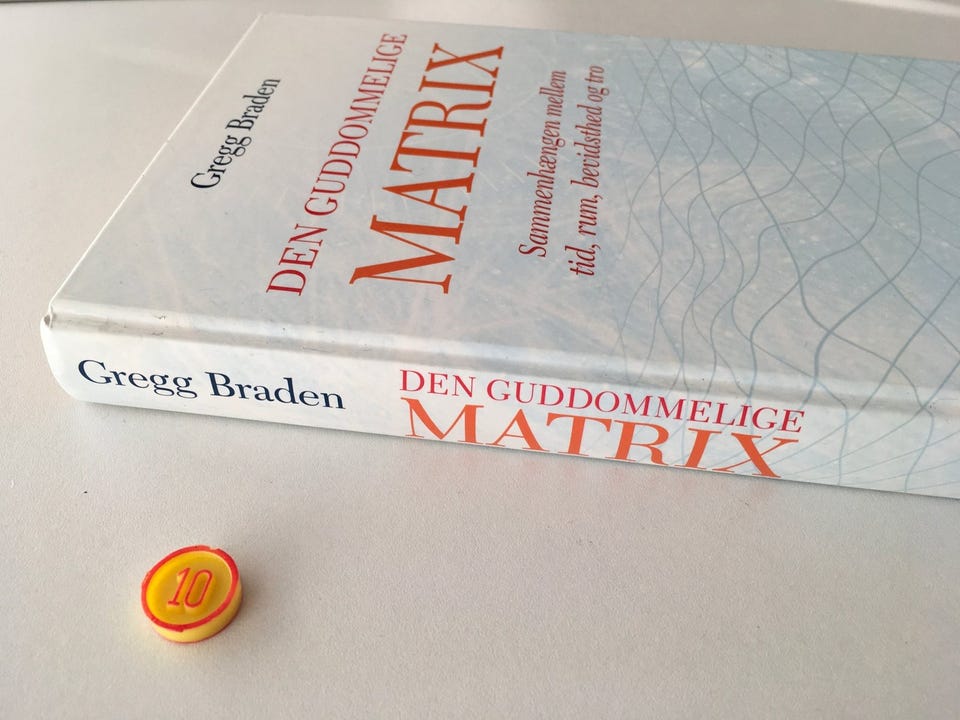 Gregg Braden
DEN GUDDOMMELIGE
MATRIX
Sammenhængen mellem
tid, rum, bevidsthed og tro
Gregg Braden
DEN GUDDOMMELIGE
MATRIX
10